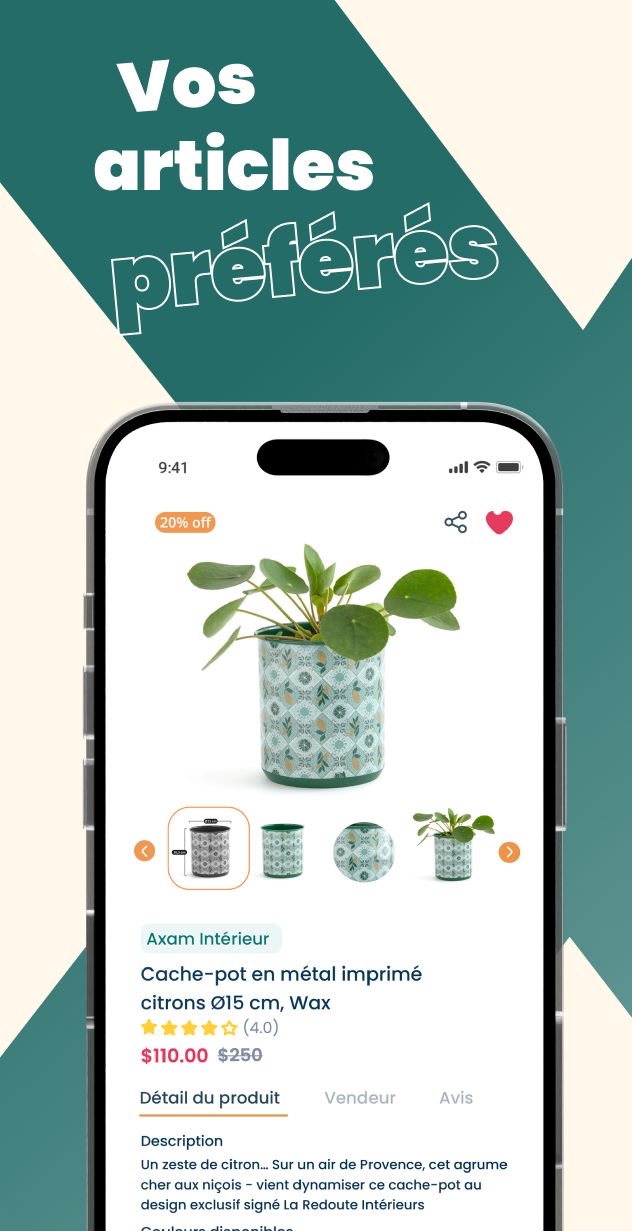 Vos
articles
préférés
9:41
20% off
Axam Intérieur
Cache-pot en métal imprimé
citrons Ø15 cm, Wax
(4.0)
$110.00 $250
Détail du produit Vendeur Avis
Description
Un zeste de citron... Sur un air de Provence, cet agrume
cher aux niçois - vient dynamiser ce cache-pot au
design exclusif signé La Redoute Intérieurs
Couleurs disponibles